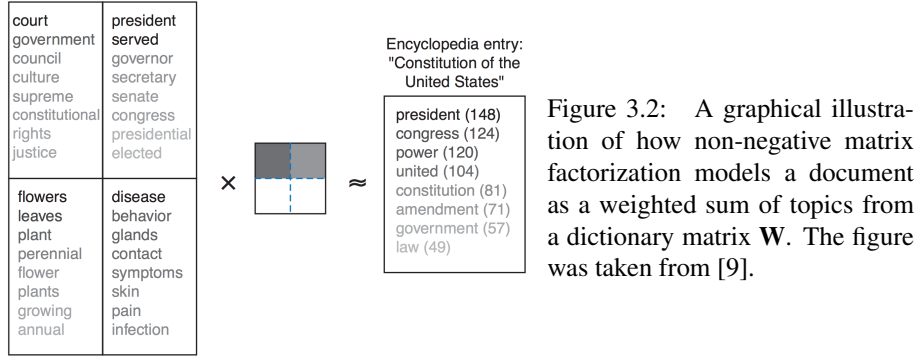 court
government
council
culture
supreme
constitutional
rights
justice
president
served
governor
secretary
senate
congress
presidential
elected
flowers
leaves
plant
perennial
flower
plants
growing
annual
disease
behavior
glands
contact
symptoms
skin
pain
infection
×
≈
Encyclopedia entry:
"Constitution of the
United States"
president (148)
congress (124)
power (120)
united (104)
constitution (81)
amendment (71)
government (57)
law (49)
Figure 3.2: A graphical illustra-
tion of how non-negative matrix
factorization models a document
as a weighted sum of topics from
a dictionary matrix W. The figure
was taken from [9].